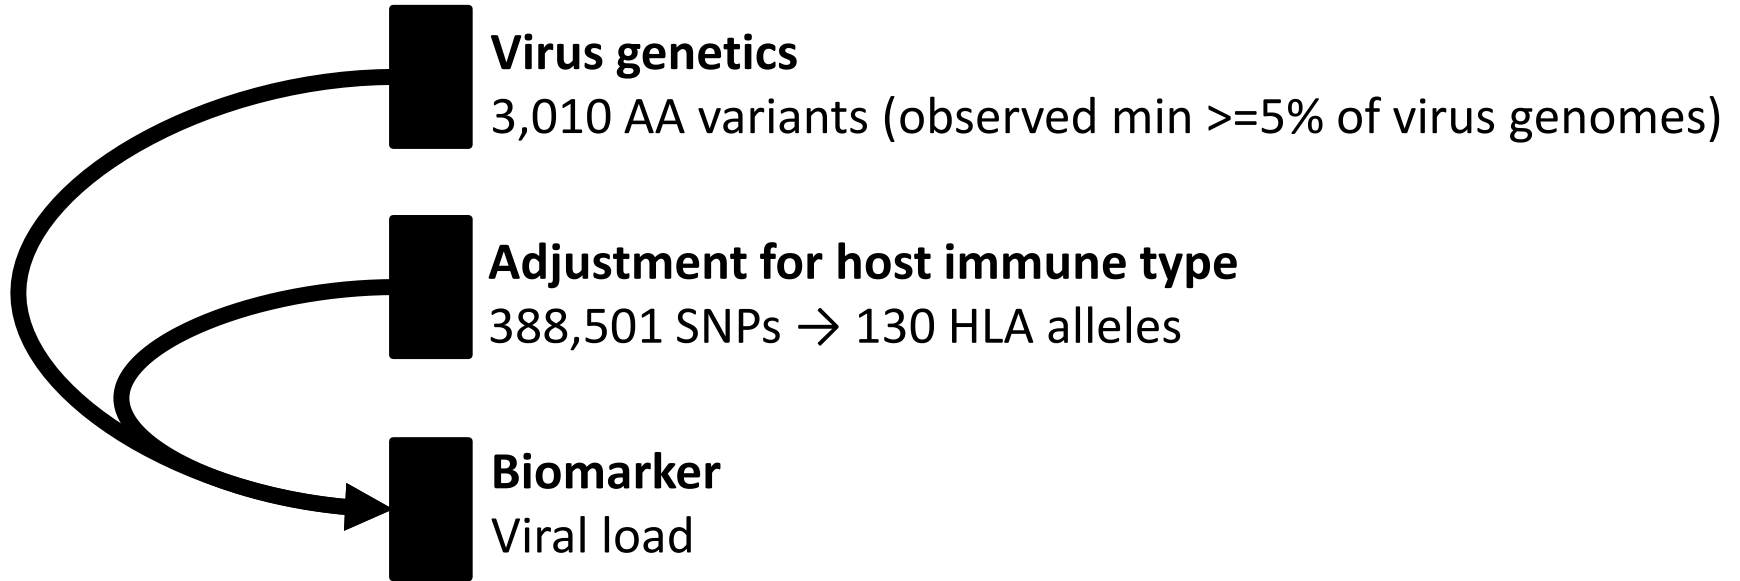 Virus genetics
3,010 AA variants (observed min >=5% of virus genomes)
Adjustment for host immune type
388,501 SNPs → 130 HLA alleles
Biomarker
Viral load